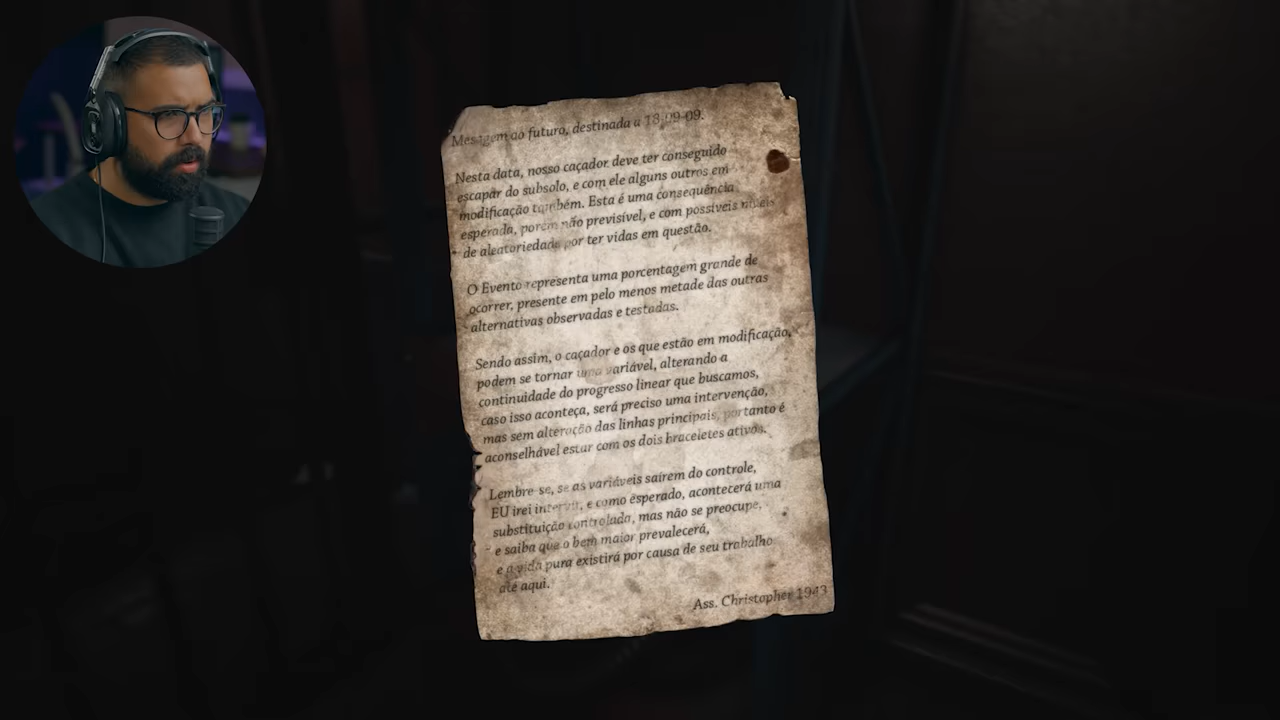 Mensagem ao futuro, destinada a 13-09-09.
Nesta data, nosso caçador deve ter conseguido
escapar do subsolo, e com ele alguns outros em
modificação também. Esta é uma consequência
esperada, porém não previsível, e com possíveis níveis
de aleatoriedade por ter vidas em questão.
O Evento representa uma porcentagem grande de
ocorrer, presente em pelo menos metade das outras
alternativas observadas e testadas.
Sendo assim, o caçador e os que estão em modificação,
podem se tornar uma variável, alterando a
continuidade do progresso linear que buscamos,
caso isso aconteça, será preciso uma intervenção,
mas sem alteração das linhas principais, portanto é
aconselhável estar com os dois braceletes ativos.
Lembre-se, se as variáveis saírem do controle,
EU irei intervir, e como esperado, acontecerá uma
substituição controlada, mas não se preocupe,
e saiba que o bem maior prevalecerá,
e a vida pura existirá por causa de seu trabalho
até aqui.
Ass. Christopher 1943